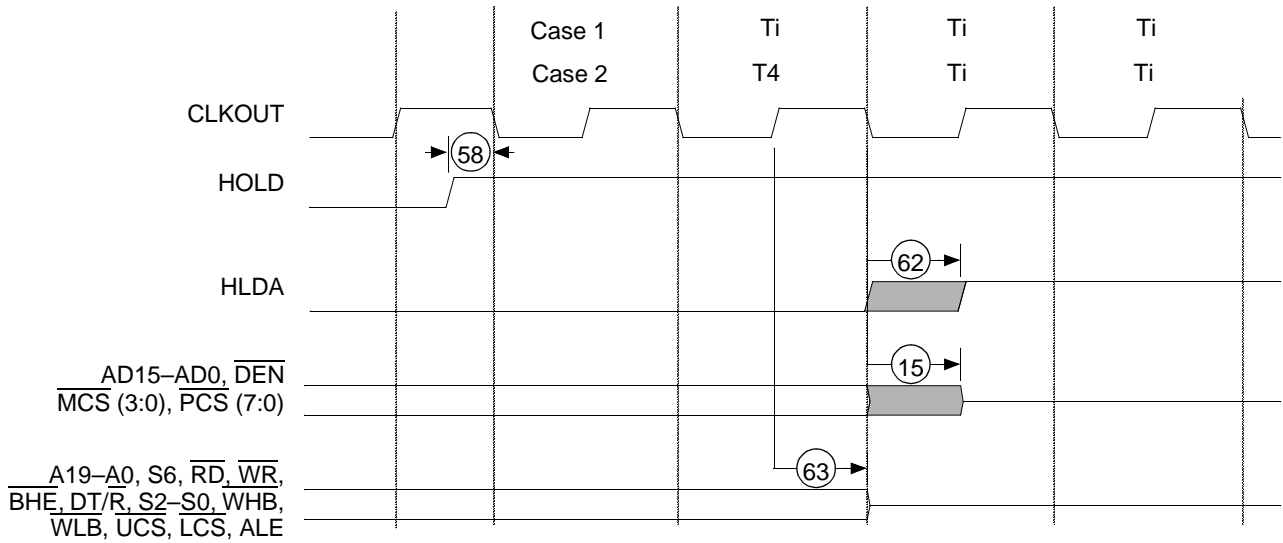 Case 1 Ti Ti Ti
Case 2 T4 Ti Ti
CLKOUT
58
HOLD
62
HLDA
15
AD15–AD0, DEN
MCS (3:0), PCS (7:0)
63
A19–A0, S6, RD, WR,
BHE, DT/R, S2–S0, WHB,
WLB, UCS, LCS, ALE